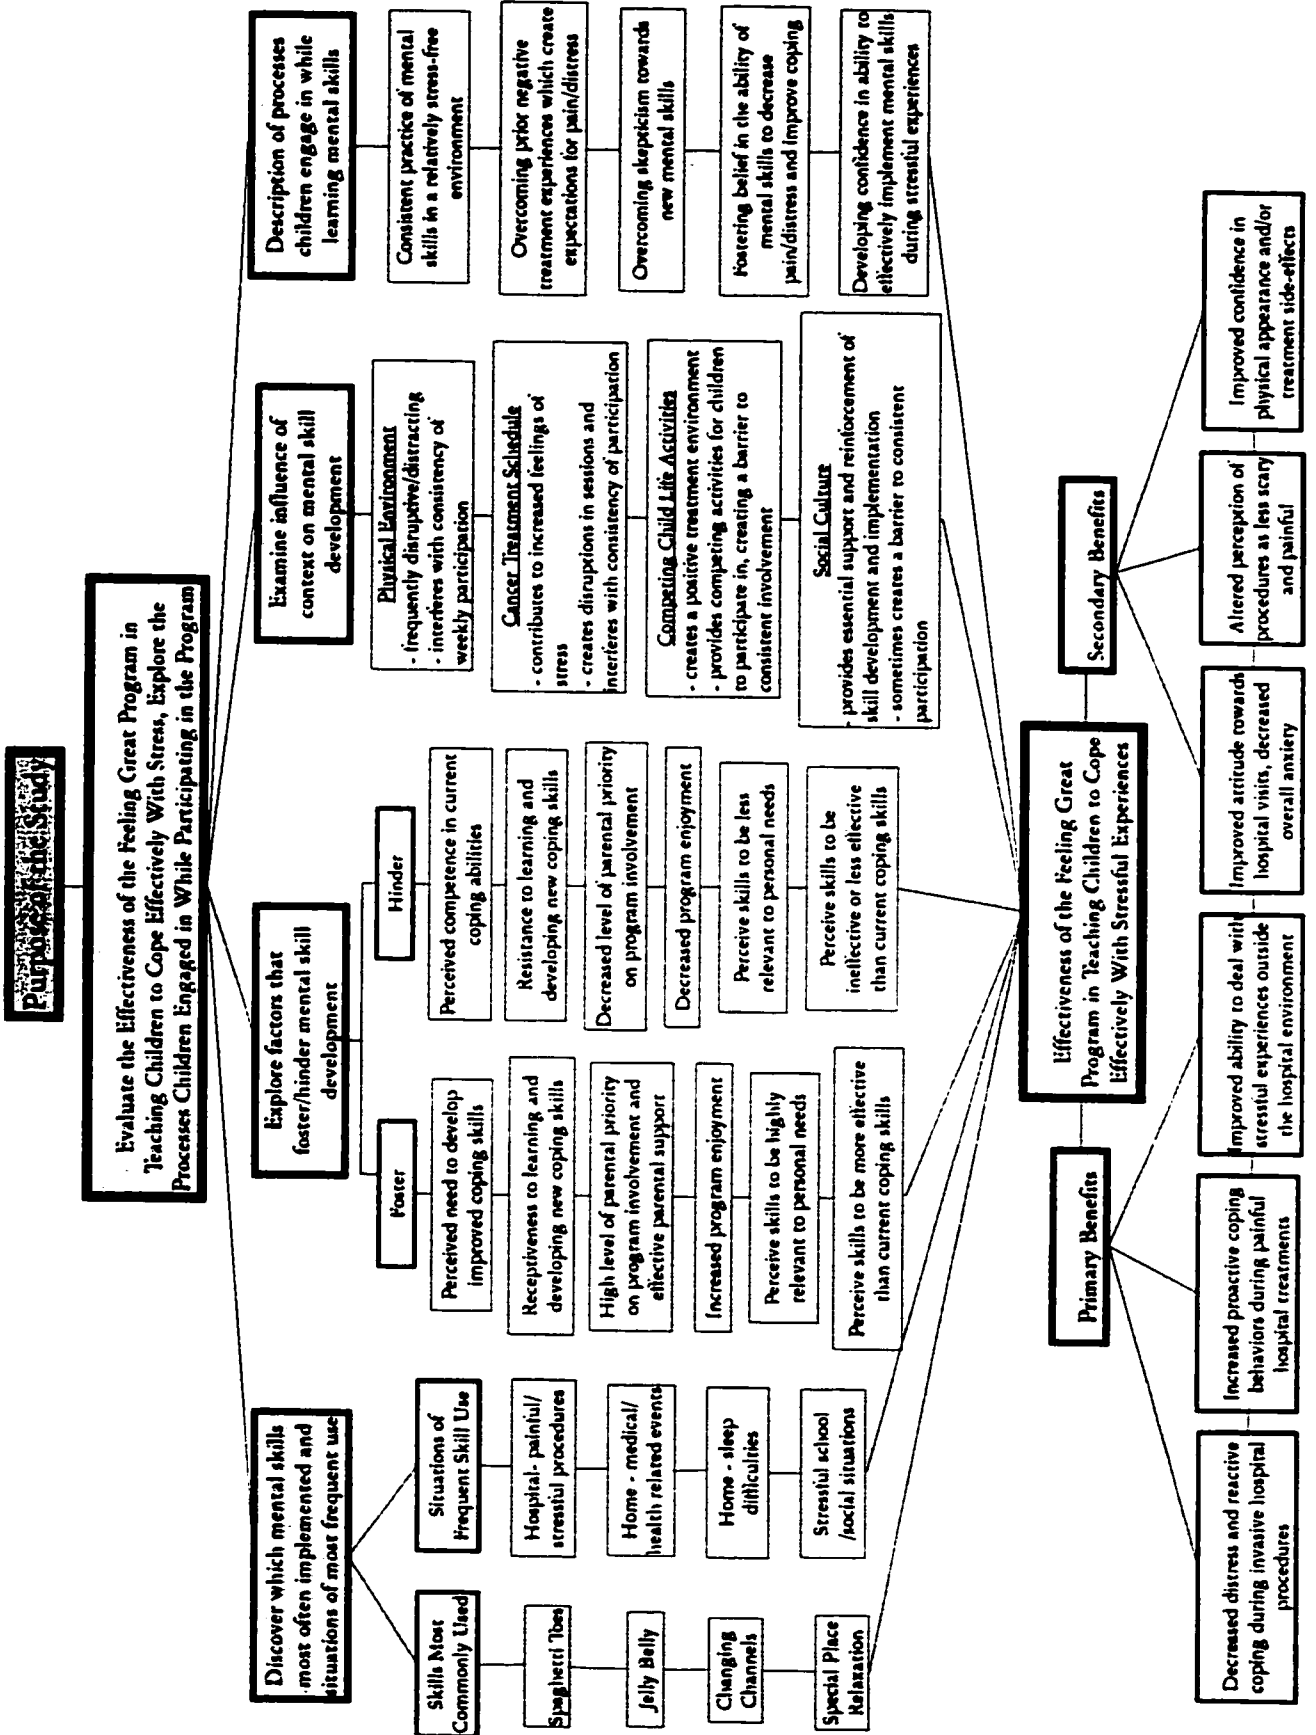 Purpose of the Study
Evaluate the Effectiveness of the Feeling Great Program in
Teaching Children to Cope Effectively With Stress, Explore the
Processes Children Engaged in While Participating in the Program
Discover which mental skills
most often implemented and
situations of most frequent use
Skills Most
Commonly Used
Spaghetti Toes
Jelly Belly
Changing
Channels
Special Place
Relaxation
Situations of
Frequent Skill Use
Hospital- painful/
stressful procedures
Home - medical/
health related events
Home - sleep
difficulties
Stressful school
/social situations
Explore factors that
foster/hinder mental skill
development
Foster
Perceived need to develop
improved coping skills
Receptiveness to learning and
developing new coping skills
High level of parental priority
on program involvement and
effective parental support
Increased program enjoyment
Perceive skills to be highly
relevant to personal needs
Perceive skills to be more effective
than current coping skills
Hinder
Perceived competence in current
coping abilities
Resistance to learning and
developing new coping skills
Decreased level of parental priority
on program involvement
Decreased program enjoyment
Perceive skills to be less
relevant to personal needs
Perceive skills to be
ineffective or less effective
than current coping skills
Examine influence of
context on mental skill
development
Physical Environment
- frequently disruptive/distracting
- interferes with consistency of
weekly participation
Cancer Treatment Schedule
- contributes to increased feelings of
stress
- creates disruptions in sessions and
interferes with consistency of participation
Competing Child Life Activities
- creates a positive treatment environment
- provides competing activities for children
to participate in, creating a barrier to
consistent involvement
Social Culture
- provides essential support and reinforcement of
skill development and implementation
- sometimes creates a barrier to consistent
participation
Description of processes
children engage in while
learning mental skills
Consistent practice of mental
skills in a relatively stress-free
environment
Overcoming prior negative
treatment experiences which create
expectations for pain/distress
Overcoming skepticism towards
new mental skills
Fostering belief in the ability of
mental skills to decrease
pain/distress and improve coping
Developing confidence in ability to
effectively implement mental skills
during stressful experiences
Effectiveness of the Feeling Great
Program in Teaching Children to Cope
Effectively With Stressful Experiences
Primary Benefits
Decreased distress and reactive
coping during invasive hospital
procedures
Increased proactive coping
behaviors during painful
hospital treatments
Improved ability to deal with
stressful experiences outside
the hospital environment
Secondary Benefits
Improved attitude towards
hospital visits, decreased
overall anxiety
Altered perception of
procedures as less scary
and painful
Improved confidence in
physical appearance and/or
treatment side-effects